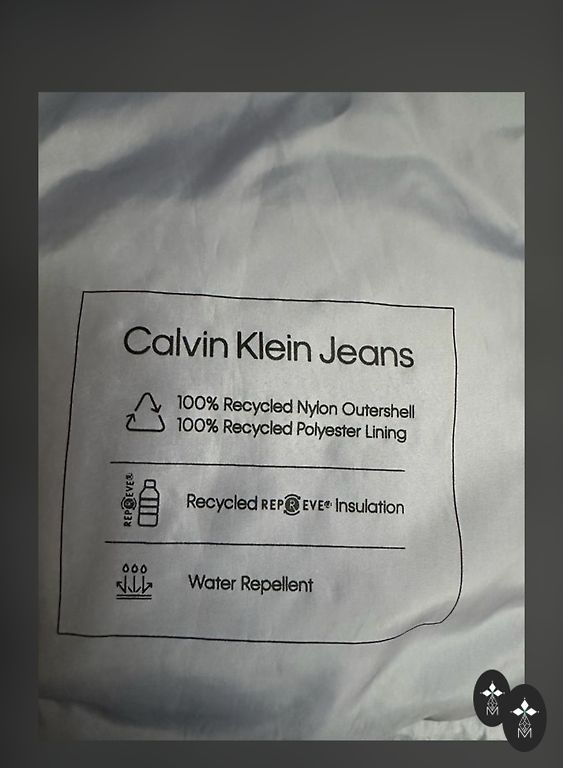 Calvin Klein Jeans
100% Recycled Nylon Outershell
100% Recycled Polyester Lining
REPREVE®
Recycled REPREVE® Insulation
Water Repellent
M
M